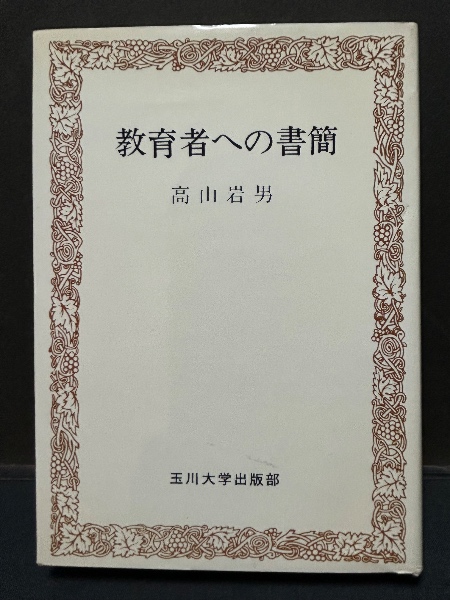 教育者への書簡
高山岩男
玉川大学出版部